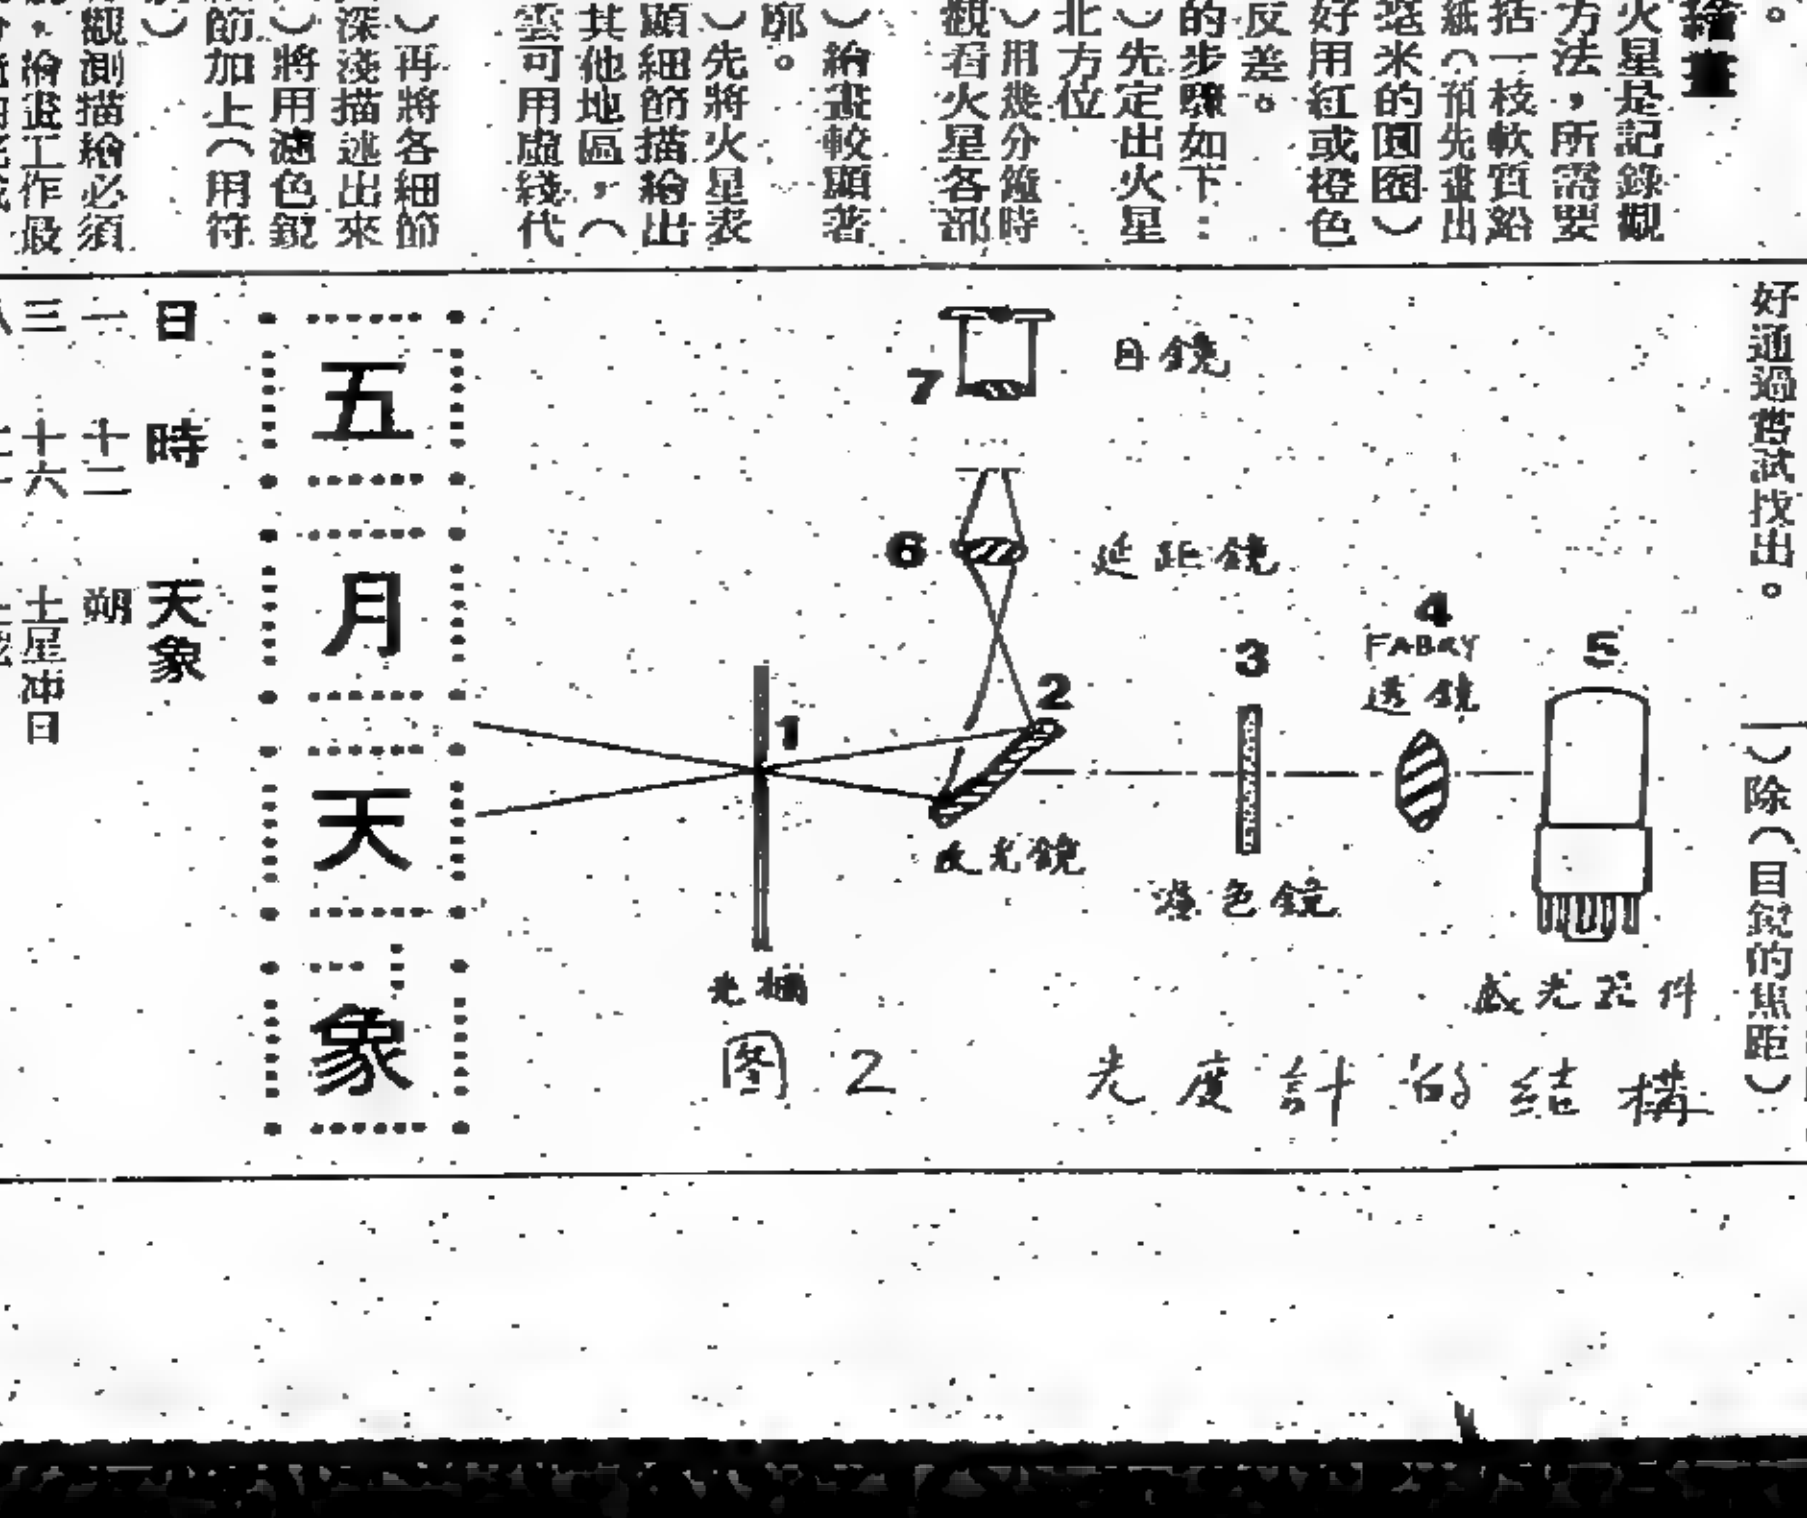 繪畫
火星是記錄觀
方法，所需要
括一枝軟質鉛
紙（預先畫出
毫米的圓圈）
好用紅或橙色
反差。
的步驟如下：
）先定出火星
北方位
）用幾分鐘時
觀看火星各部
）繪畫較顯著
廓。
）先將火星表
顯細節描繪出
其他地區，（
雲可用虛綫代
）再將各細節
深淺描述出來
）將用濾色鏡
節加上（用符
）
觀測描繪必須
，繪畫工作最
好通過嘗試找出。
一）除（目鏡的焦距）
目鏡
7
6
延距鏡
1
2
3
4
FABRY
透鏡
5
反光鏡
濾色鏡
光欄
感光元件
图2
光度計的結構
五月天象
日 時 天象
一 十二 朔
三 十六 土星冲日